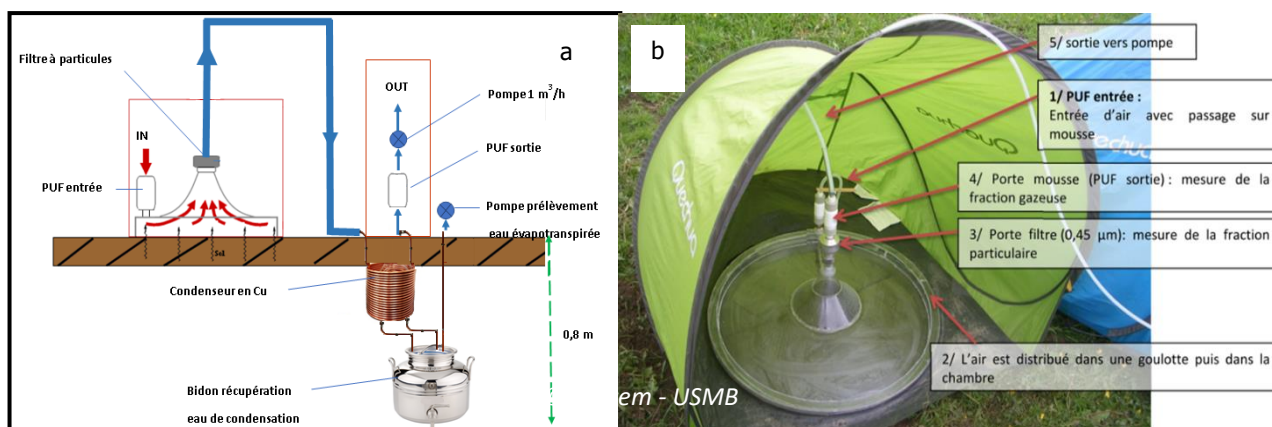 a
Filtre à particules
OUT
Pompe 1 m³/h
IN
PUF sortie
PUF entrée
Pompe prélèvement
eau évapotranspirée
Sol
Condenseur en Cu
0,8 m
Bidon récupération
eau de condensation
b
5/ sortie vers pompe
1/ PUF entrée :
Entrée d'air avec passage sur
mousse
Quechua
Quechua
echua
4/ Porte mousse (PUF sortie) : mesure de la
fraction gazeuse
3/ Porte filtre (0,45 µm): mesure de la fraction
particulaire
2/ L'air est distribué dans une goulotte puis dans la
chambre
em - USMB